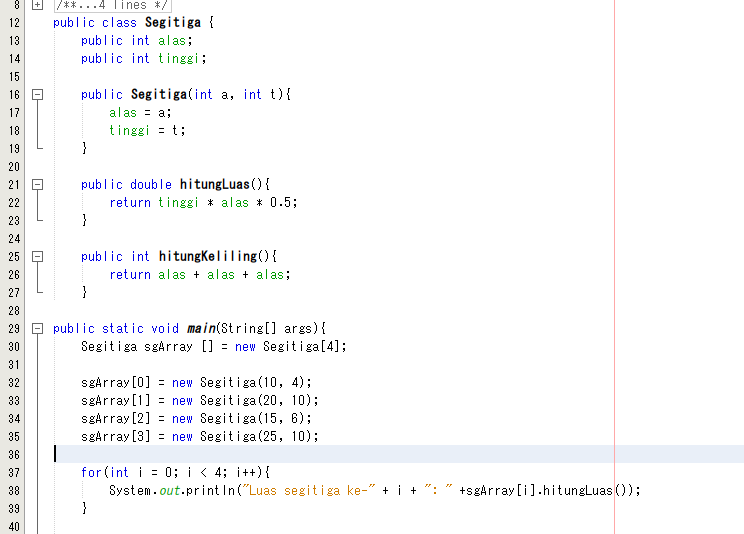 8 /**...4 lines */
12 public class Segitiga {
13     public int alas;
14     public int tinggi;
15
16     public Segitiga(int a, int t){
17         alas = a;
18         tinggi = t;
19     }
20
21     public double hitungLuas(){
22         return tinggi * alas * 0.5;
23     }
24
25     public int hitungKeliling(){
26         return alas + alas + alas;
27     }
28
29 public static void main(String[] args){
30     Segitiga sgArray [] = new Segitiga[4];
31
32     sgArray[0] = new Segitiga(10, 4);
33     sgArray[1] = new Segitiga(20, 10);
34     sgArray[2] = new Segitiga(15, 6);
35     sgArray[3] = new Segitiga(25, 10);
36
37     for(int i = 0; i < 4; i++){
38         System.out.println("Luas segitiga ke-" + i + ": " +sgArray[i].hitungLuas());
39     }
40